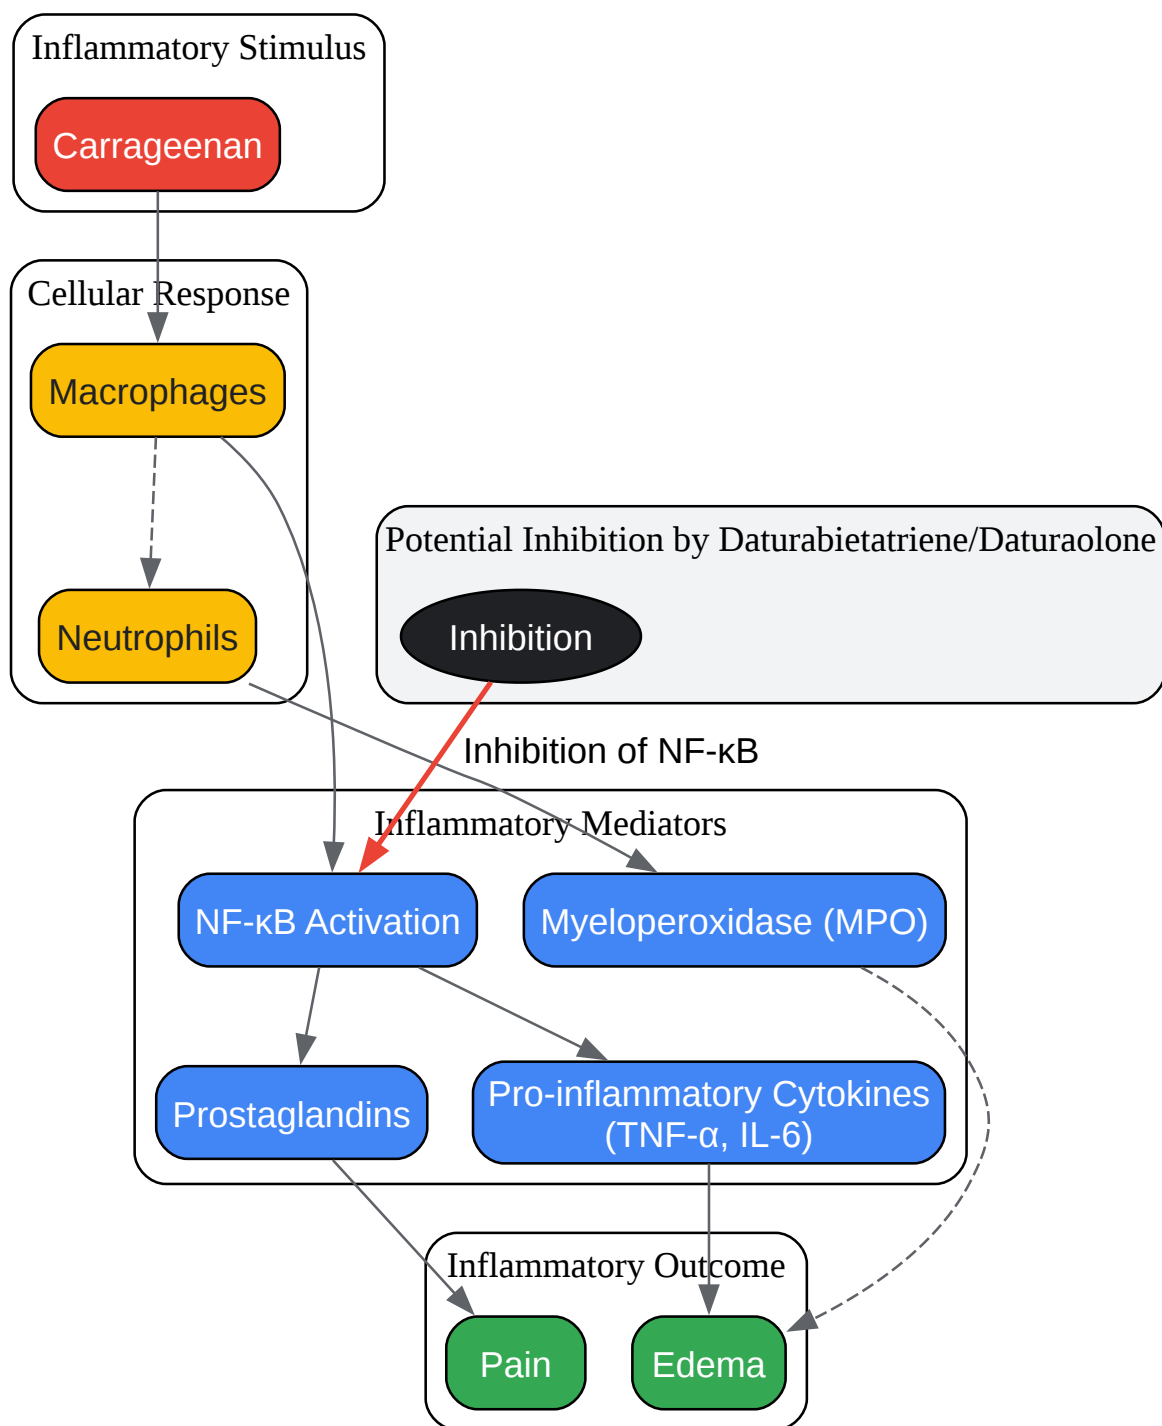 Inflammatory Stimulus
Carrageenan
Cellular Response
Macrophages
Neutrophils
Potential Inhibition by Daturabietatriene/Daturaolone
Inhibition
Inhibition of NF-κB
Inflammatory Mediators
NF-κB Activation
Myeloperoxidase (MPO)
Prostaglandins
Pro-inflammatory Cytokines
(TNF-α, IL-6)
Inflammatory Outcome
Pain
Edema